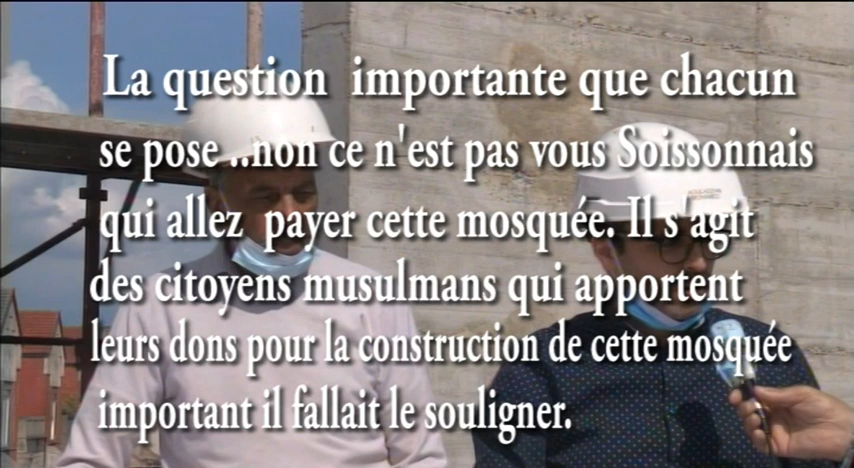 La question importante que chacun
se pose ..non ce n'est pas vous Soissonnais
qui allez payer cette mosquée. Il s'agit
des citoyens musulmans qui apportent
leurs dons pour la construction de cette mosquée
important il fallait le souligner.